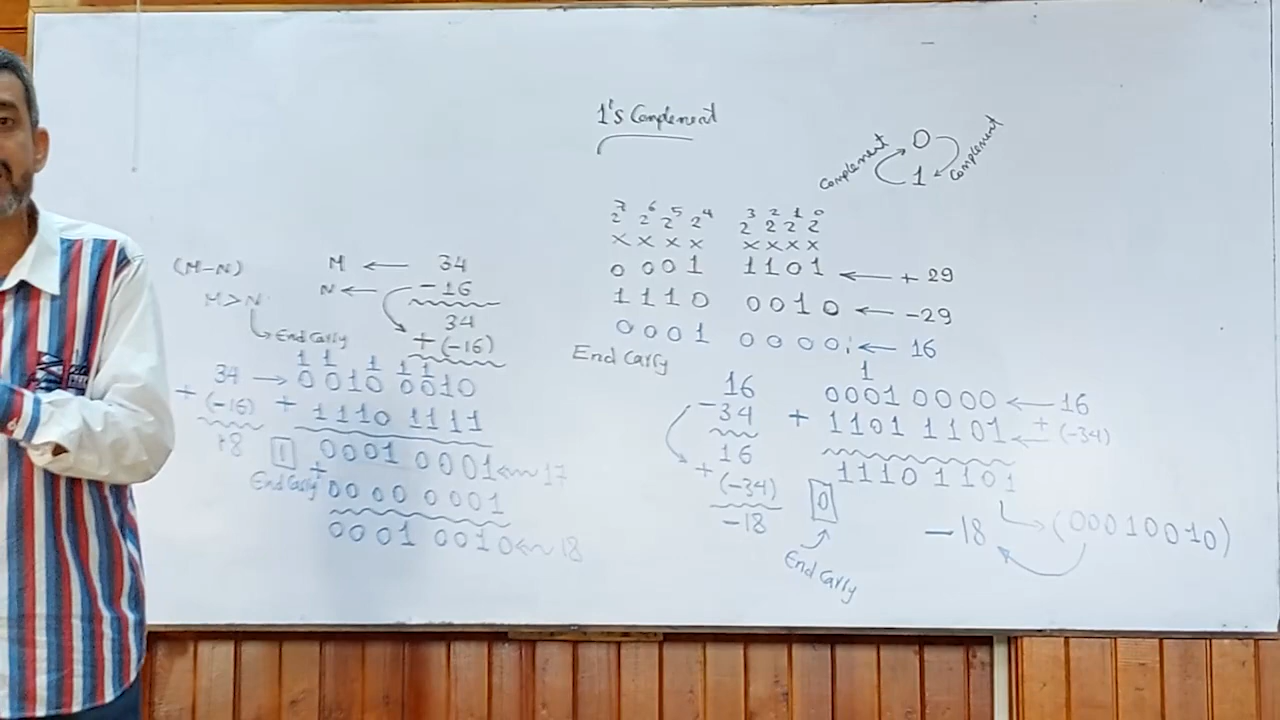 1's Complement
0
Complement Complement
1
2^7 2^6 2^5 2^4 2^3 2^2 2^1 2^0
x x x x x x x x
0 0 0 1 1 1 0 1 ← + 29
1 1 1 0 0 0 1 0 ← -29
0 0 0 1 0 0 0 0 ← 16
End Carry
(M-N) M ← 34
M>N N ← -16
34
End Carry + (-16)
1 1 1 1 1
34 → 0 0 1 0 0 0 1 0
+ (-16) + 1 1 1 0 1 1 1 1
18 1 0 0 0 1 0 0 0 1 ← 17
End Carry + 0 0 0 0 0 0 0 1
0 0 0 1 0 0 1 0 ← 18
16
-34
16
+ (-34)
-18
1
0 0 0 1 0 0 0 0 ← 16
+ 1 1 0 1 1 1 0 1 ← + (-34)
0 1 1 1 0 1 1 0 1
End Carry
-18 → (0 0 0 1 0 0 1 0)